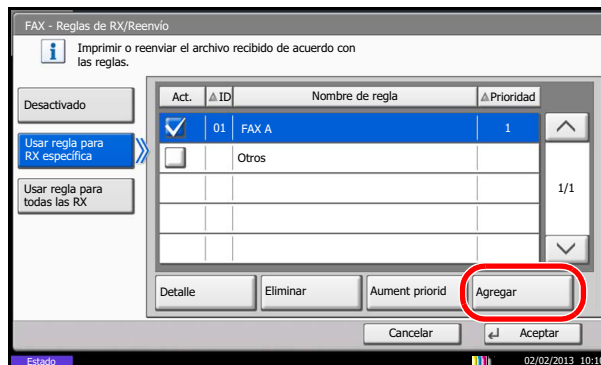 FAX - Reglas de RX/Reenvío
Imprimir o reenviar el archivo recibido de acuerdo con
las reglas.
Desactivado
Usar regla para
RX específica
Usar regla para
todas las RX
Act. ID Nombre de regla Prioridad
01 FAX A 1
Otros
1/1
Detalle Eliminar Aument priorid Agregar
Cancelar Aceptar
Estado 02/02/2013 10:10